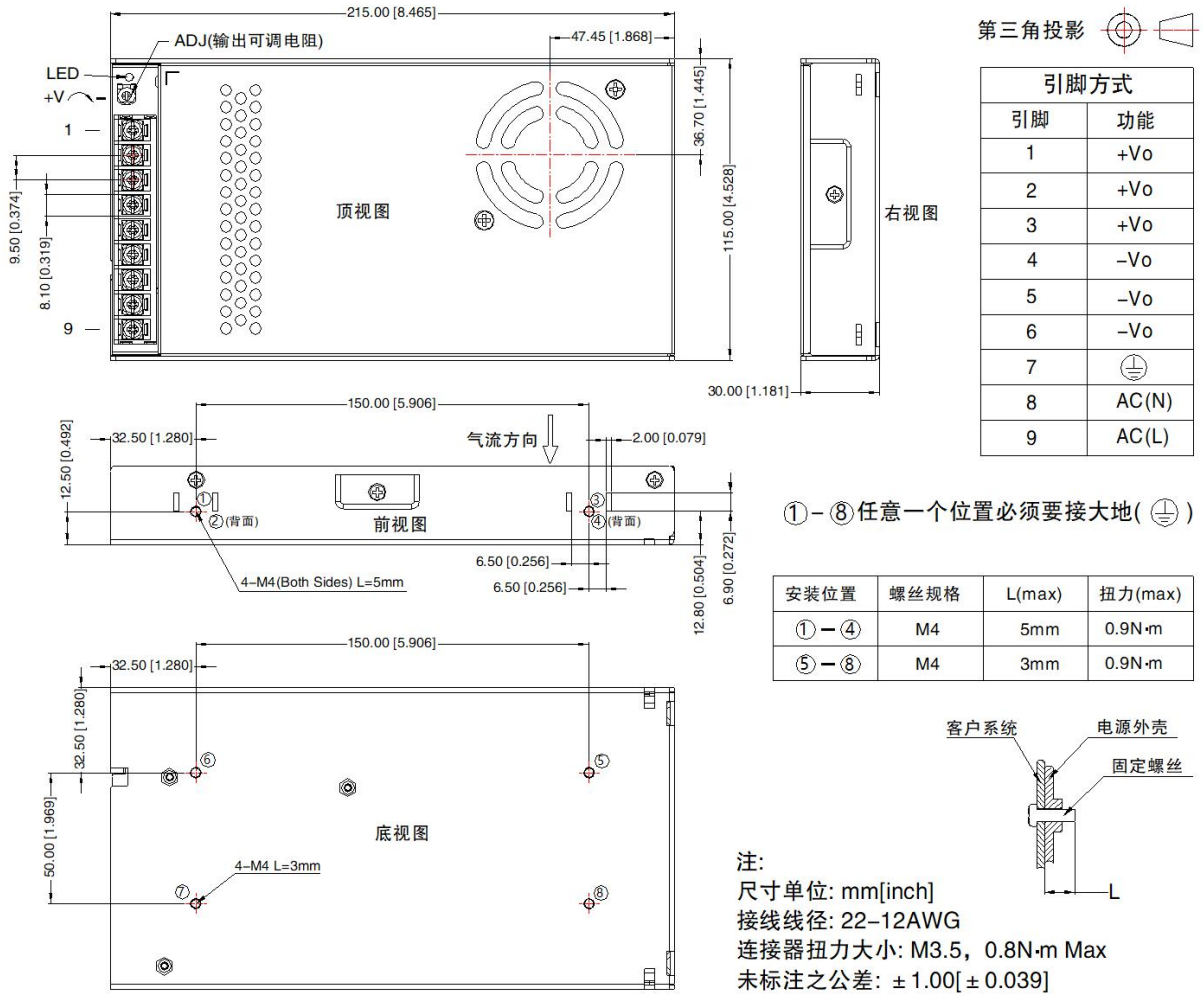 215.00 [8.465]
47.45 [1.868]
ADJ(输出可调电阻)
LED
+V
1
9
9.50 [0.374]
8.10 [0.319]
36.70 [1.445]
115.00 [4.528]
顶视图
右视图
30.00 [1.181]
第三角投影
引脚方式
引脚 功能
1 +Vo
2 +Vo
3 +Vo
4 −Vo
5 −Vo
6 −Vo
7
8 AC(N)
9 AC(L)
150.00 [5.906]
32.50 [1.280]
12.50 [0.492]
气流方向
2.00 [0.079]
①
②(背面)
③
④(背面)
前视图
4−M4(Both Sides) L=5mm
6.50 [0.256]
6.50 [0.256]
12.80 [0.504]
6.90 [0.272]
①−⑧任意一个位置必须要接大地( )
安装位置 螺丝规格 L(max) 扭力(max)
①−④ M4 5mm 0.9N·m
⑤−⑧ M4 3mm 0.9N·m
150.00 [5.906]
32.50 [1.280]
32.50 [1.280]
50.00 [1.969]
⑥
⑤
⑦
⑧
底视图
4−M4 L=3mm
客户系统
电源外壳
固定螺丝
L
注:
尺寸单位: mm[inch]
接线线径: 22−12AWG
连接器扭力大小: M3.5，0.8N·m Max
未标注之公差: ±1.00[±0.039]